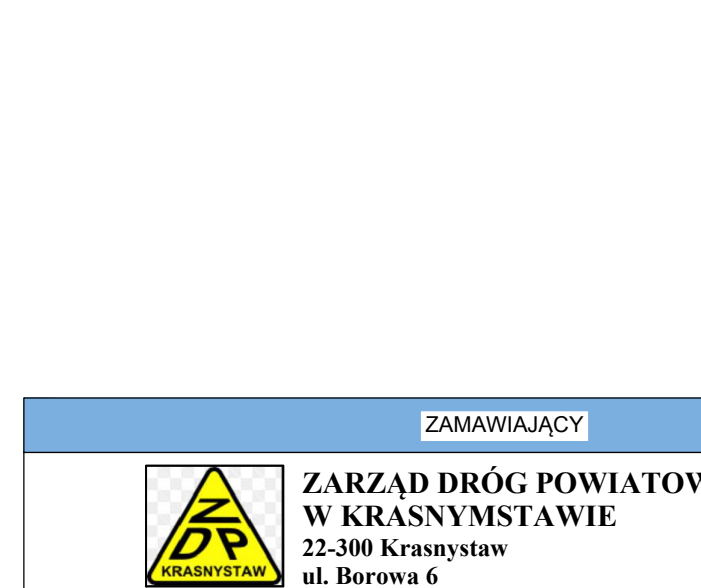 ZAMAWIAJĄCY
ZARZĄD DRÓG POWIATOW
W KRASNYMSTAWIE
22-300 Krasnystaw
ul. Borowa 6
Z
DP
KRASNYSTAW